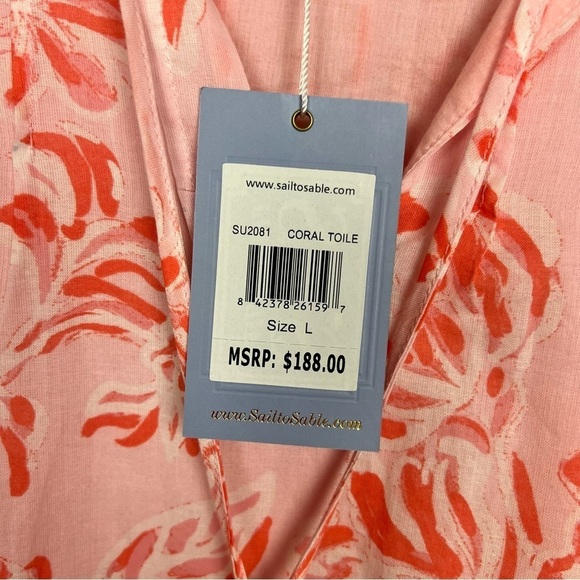 www.sailtosable.com
SU2081 CORAL TOILE
8 42378 26159 7
Size L
MSRP: $188.00
www.SailtoSable.com